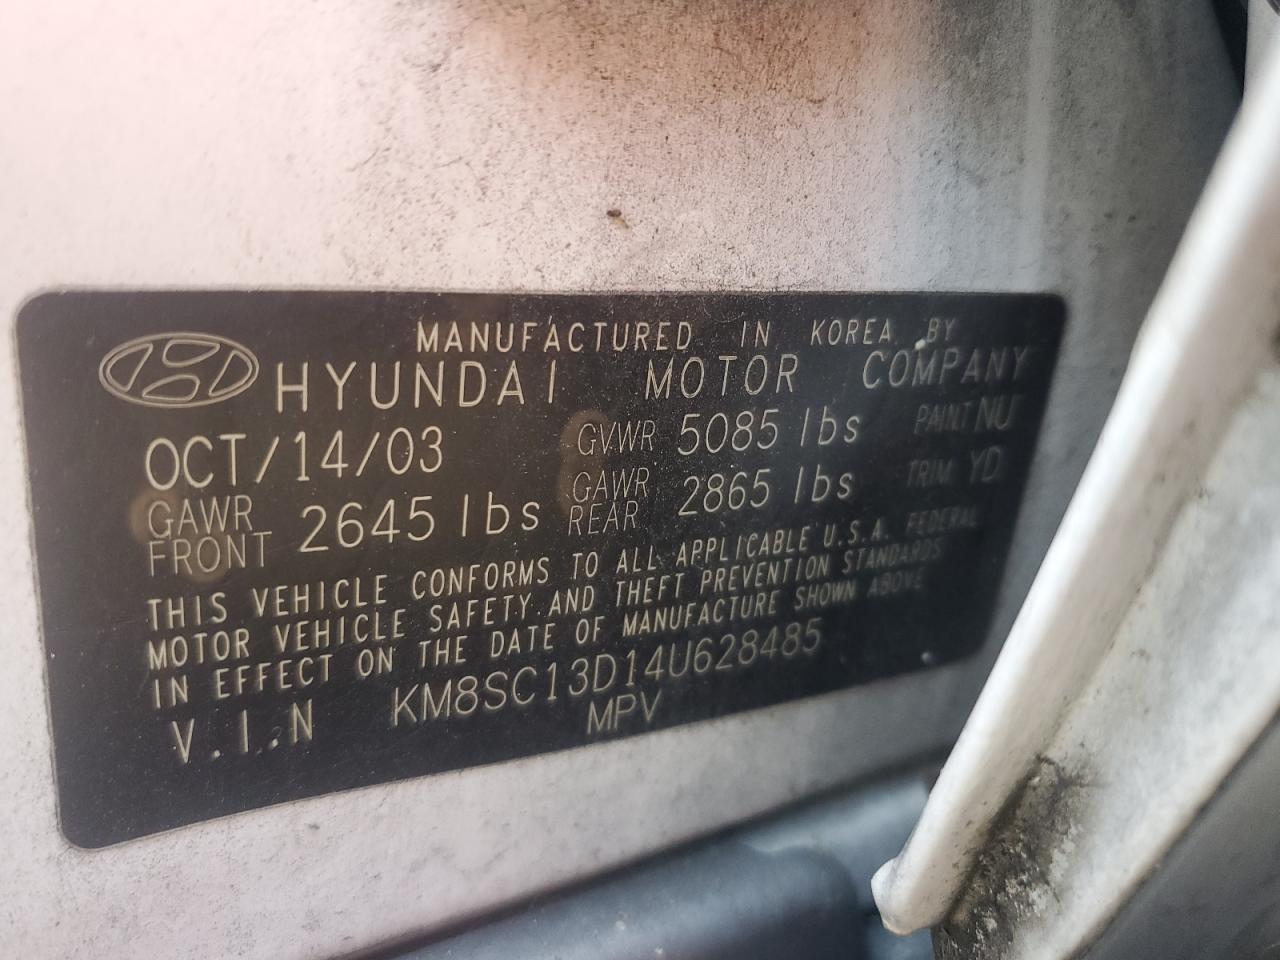 MANUFACTURED IN KOREA BY
HYUNDAI MOTOR COMPANY
OCT/14/03 GVWR 5085 lbs PAINT NU
GAWR FRONT 2645 lbs GAWR REAR 2865 lbs TRIM YD
THIS VEHICLE CONFORMS TO ALL APPLICABLE U.S.A. FEDERAL
MOTOR VEHICLE SAFETY AND THEFT PREVENTION STANDARDS
IN EFFECT ON THE DATE OF MANUFACTURE SHOWN ABOVE
V.I.N KM8SC13D14U628485
MPV